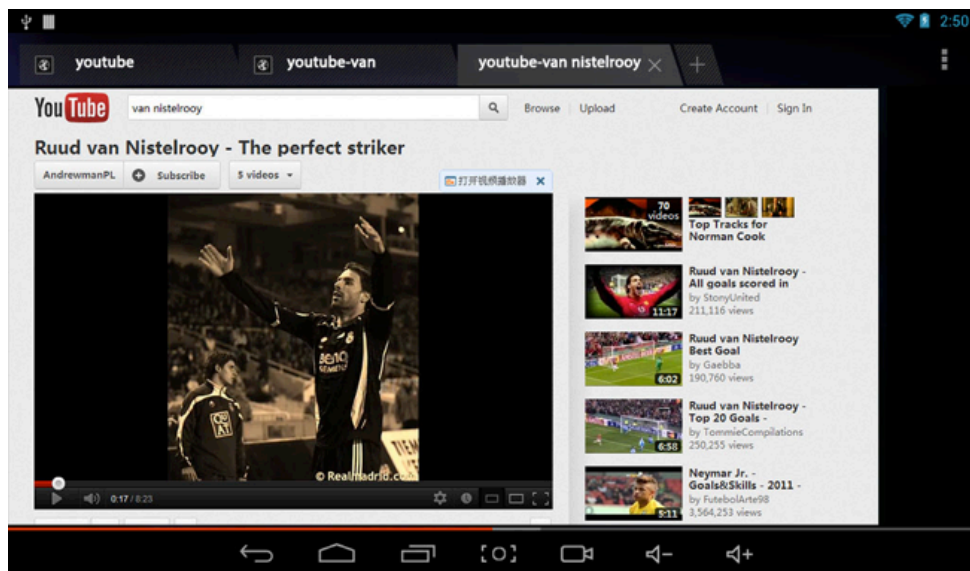 2:50
youtube
youtube-van
youtube-van nistelrooy
YouTube
van nistelrooy
Browse
Upload
Create Account
Sign In
Ruud van Nistelrooy - The perfect striker
AndrewmanPL
Subscribe
5 videos
打开视频播放器
BenQ
TIEM
© Realmadrid.com
0:17 / 8:23
70
videos
Top Tracks for
Norman Cook
Ruud van Nistelrooy -
All goals scored in
by StonyUnited
211,116 views
11:17
Ruud van Nistelrooy
Best Goal
by Gaebba
190,760 views
6:02
Ruud van Nistelrooy -
Top 20 Goals -
by TommieCompilations
250,255 views
6:58
Neymar Jr. -
Goals&Skills - 2011 -
by FutebolArte98
3,564,253 views
5:11